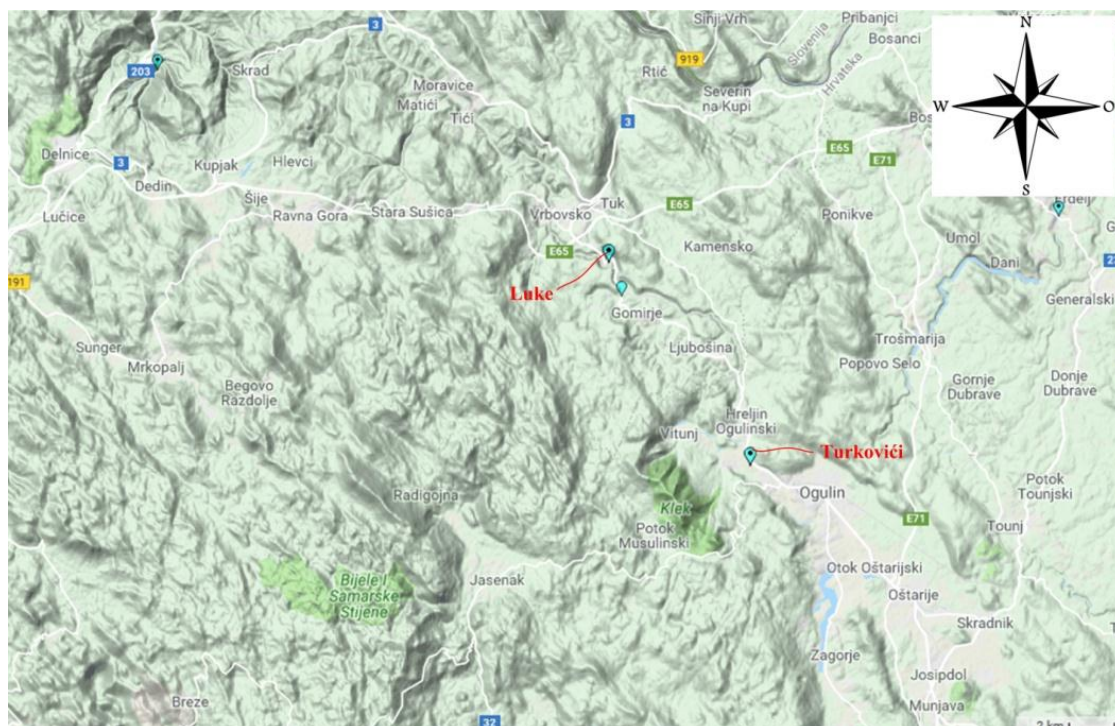 Sinji Vrh
Pribanjci
Bosanci
3
203
Skrad
919
Rtić
Slovenija
Hrvatska
N
Moravice
Matići
Tići
Severin
na Kupi
W
O
Delnice
3
Kupjak
Hlevci
3
E65
E71
S
Dedin
Šije
Lučice
Ravna Gora
Stara Sušica
Tuk
Vrbovsko
E65
Ponikve
Erdelj
E65
Kamensko
Umol
Dani
191
Luke
Gomirje
Generalski
Sunger
Mrkopalj
Ljubošina
Trošmarija
Popovo Selo
Begovo
Razdolje
Gornje
Dubrave
Donje
Dubrave
Hreljin
Ogulinski
Vitunj
Turkovići
Radigojna
Klek
Ogulin
Potok
Tounjski
Potok
Musulinski
E71
Tounj
Bijele I
Samarske
Stijene
Jasenak
Otok Oštarijski
Oštarije
Skradnik
Zagorje
Josipdol
Breze
32
Munjava